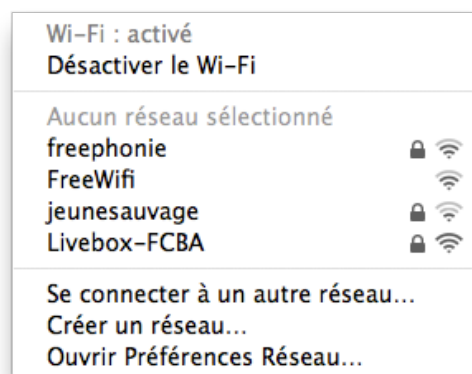 Wi-Fi : activé
Désactiver le Wi-Fi
Aucun réseau sélectionné
freephonie
FreeWifi
jeunesauvage
Livebox-FCBA
Se connecter à un autre réseau...
Créer un réseau...
Ouvrir Préférences Réseau...